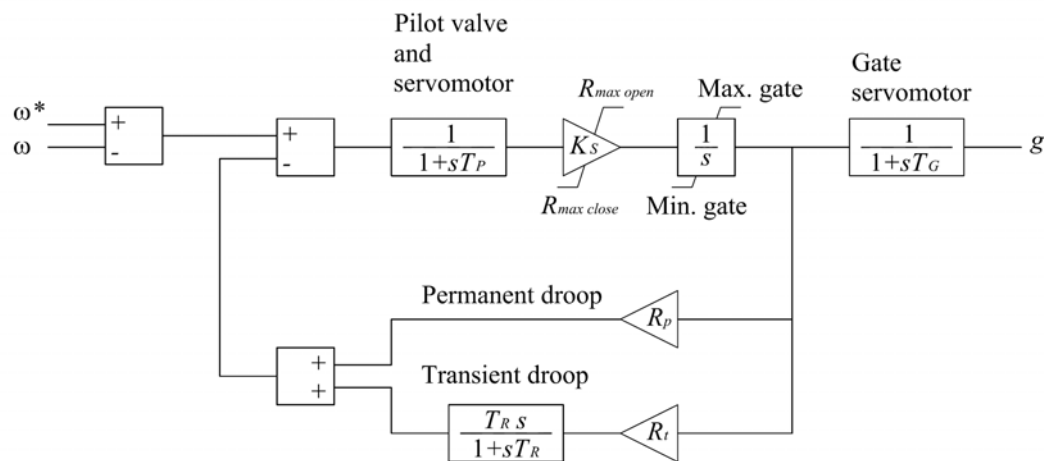 Pilot valve
and
servomotor
Gate
servomotor
R_max open
Max. gate
ω*
ω
+
-
+
-
1
1+sT_P
K_S
1
s
1
1+sT_G
g
R_max close
Min. gate
Permanent droop
R_p
+
+
Transient droop
T_R s
1+sT_R
R_t